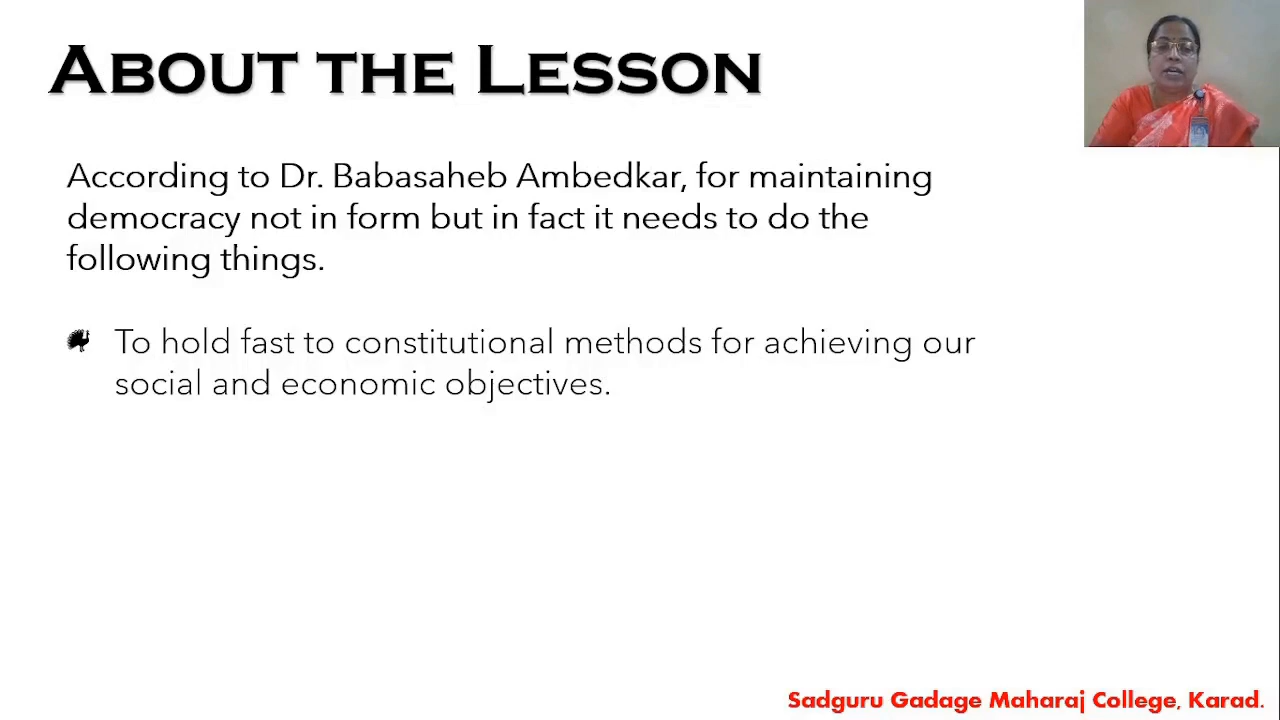 ABOUT THE LESSON
According to Dr. Babasaheb Ambedkar, for maintaining
democracy not in form but in fact it needs to do the
following things.
To hold fast to constitutional methods for achieving our
social and economic objectives.
Sadguru Gadage Maharaj College, Karad.